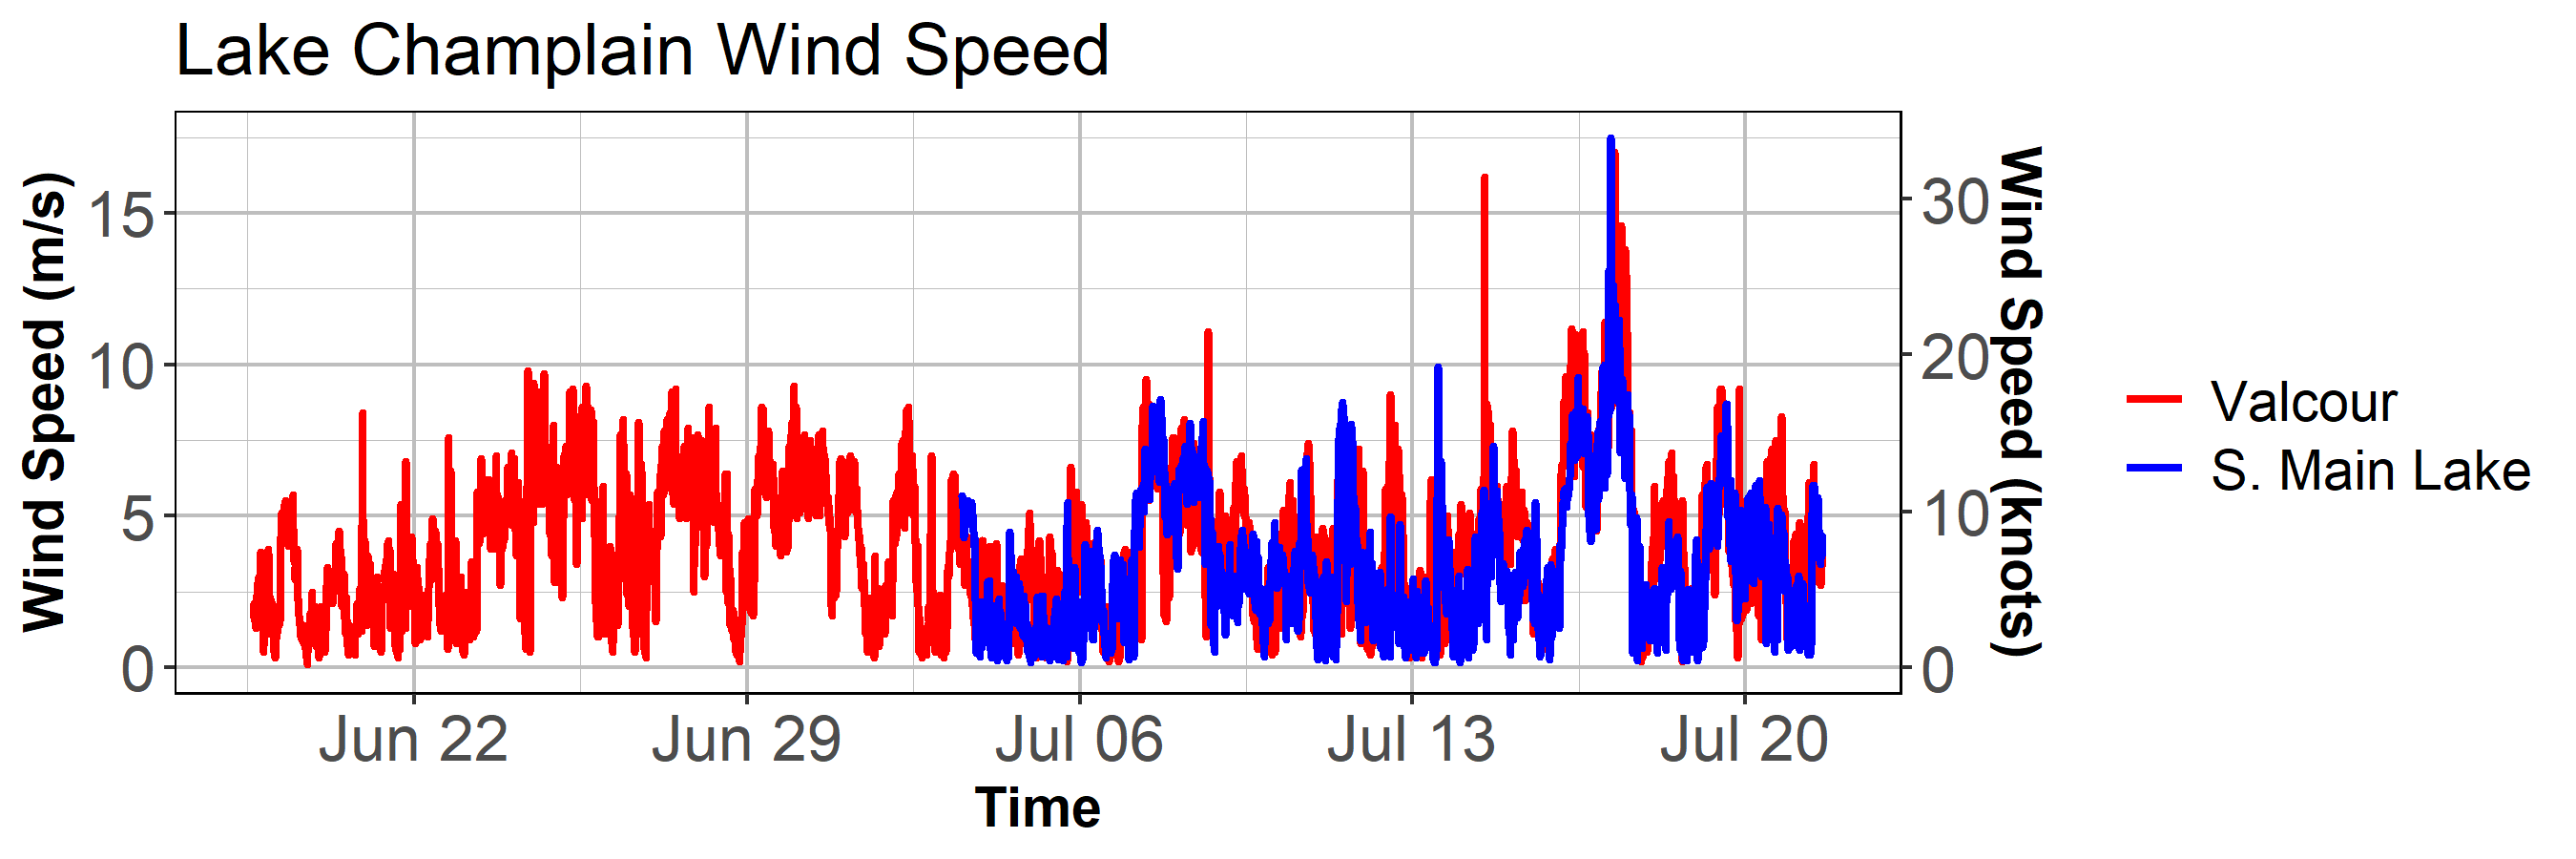 Lake Champlain Wind Speed
Wind Speed (m/s)
15
10
5
0
30
20
10
0
Wind Speed (knots)
Jun 22
Jun 29
Jul 06
Jul 13
Jul 20
Time
Valcour
S. Main Lake